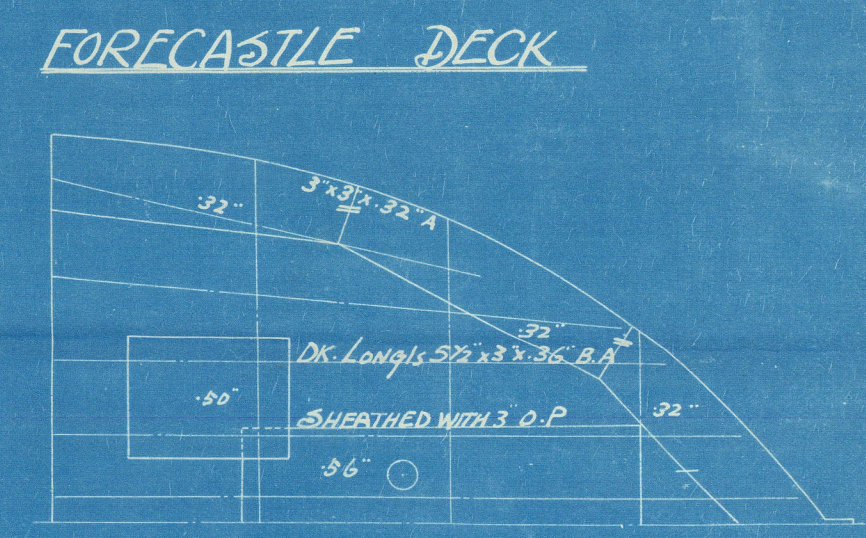 FORECASTLE DECK
.32"
3"x3"x.32"A
.32"
DK. LONGLS 5½"x3"x.36" B.A
.50"
.32"
SHEATHED WITH 3" O.P
.56"